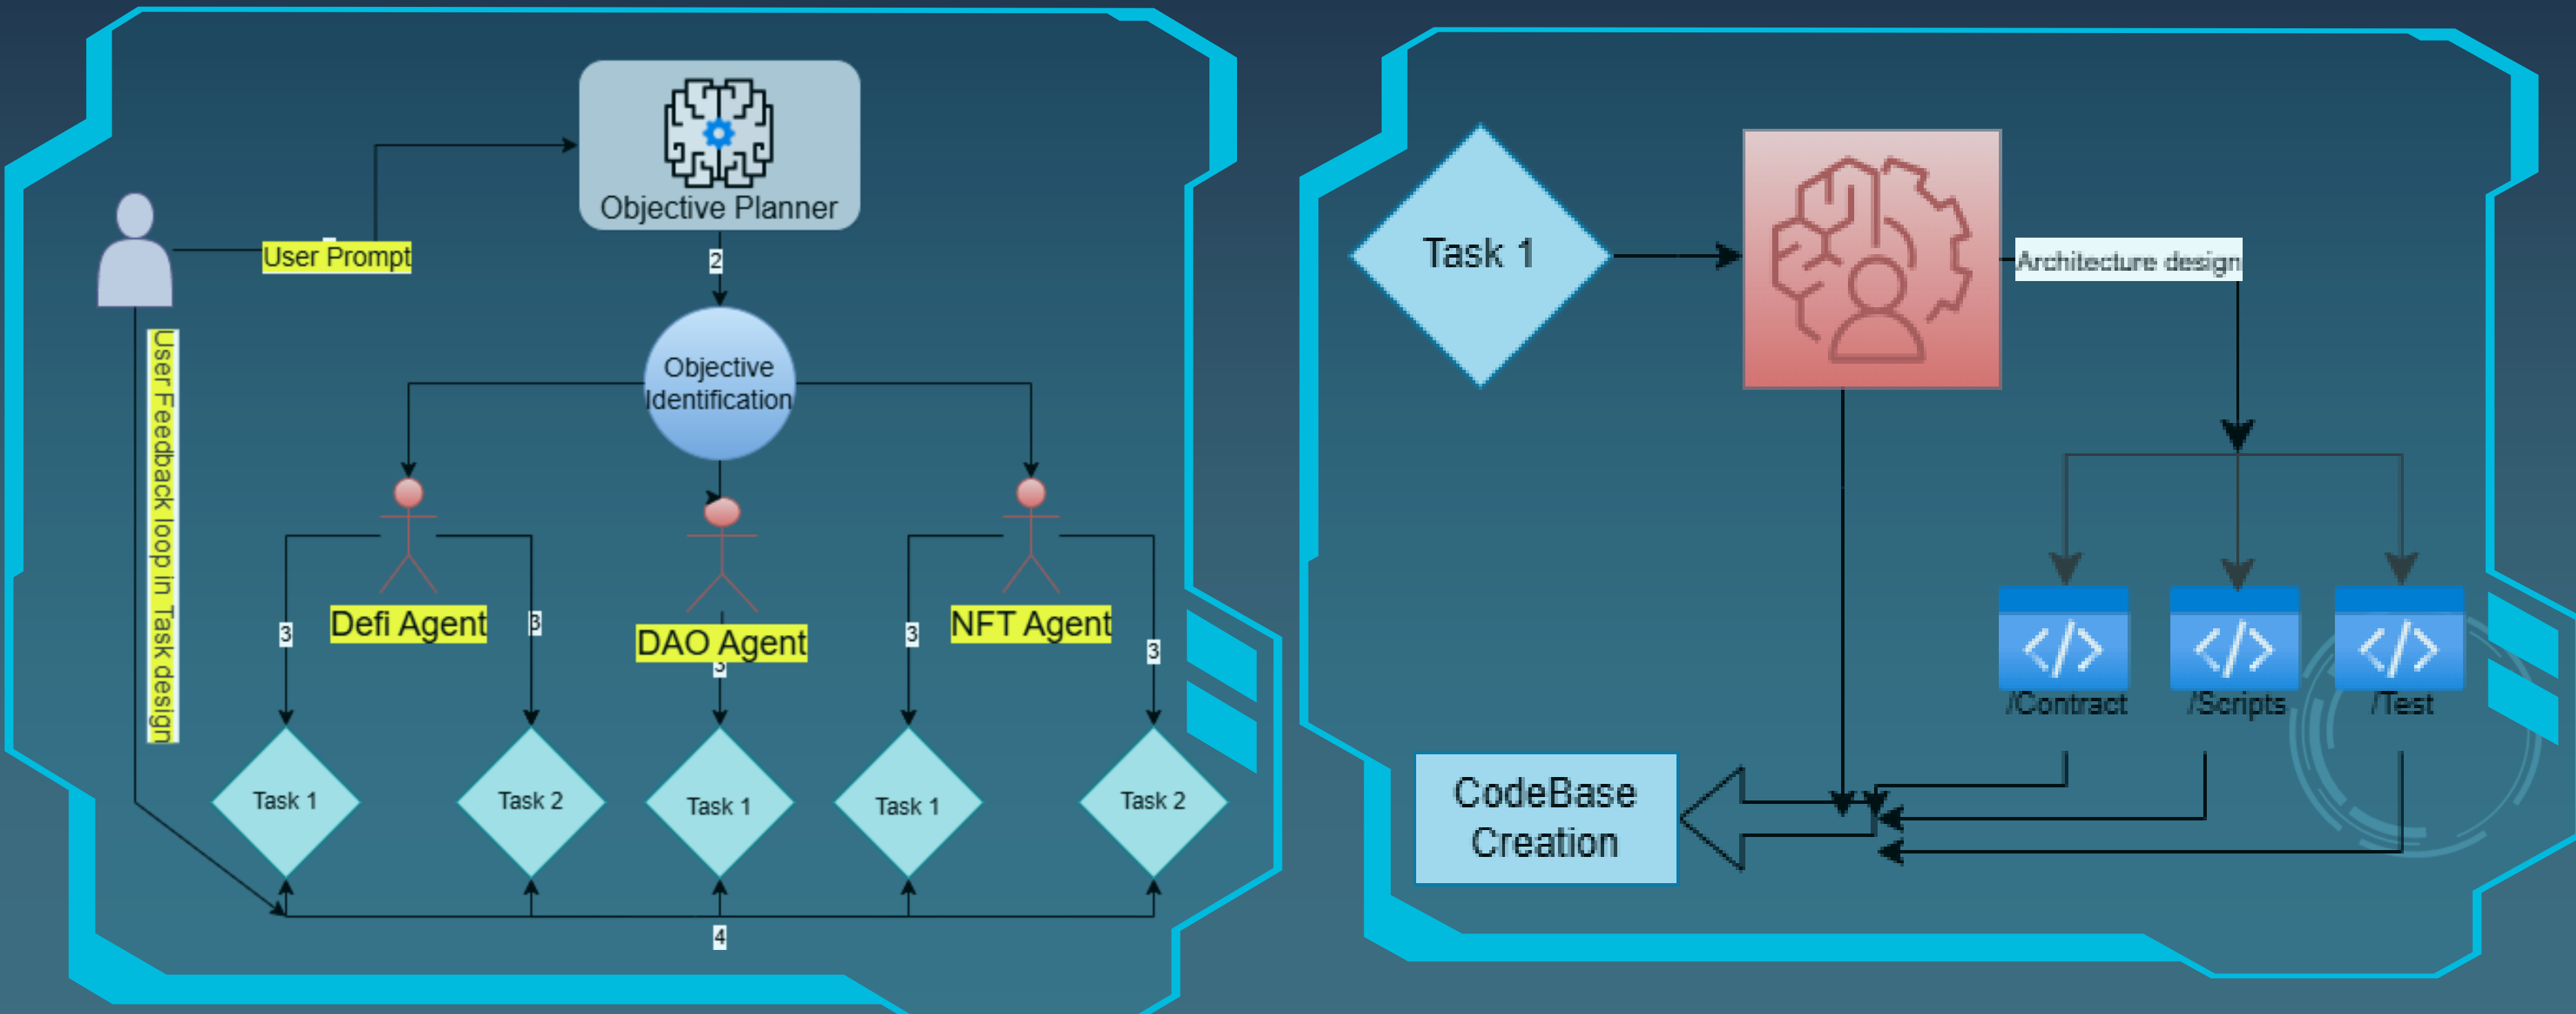 Objective Planner
User Prompt
2
Objective
Identification
User Feedback loop in Task design
Defi Agent
DAO Agent
NFT Agent
3
3
3
3
3
Task 1
Task 2
Task 1
Task 1
Task 2
4
Task 1
Architecture design
/Contract
/Scripts
/Test
CodeBase
Creation